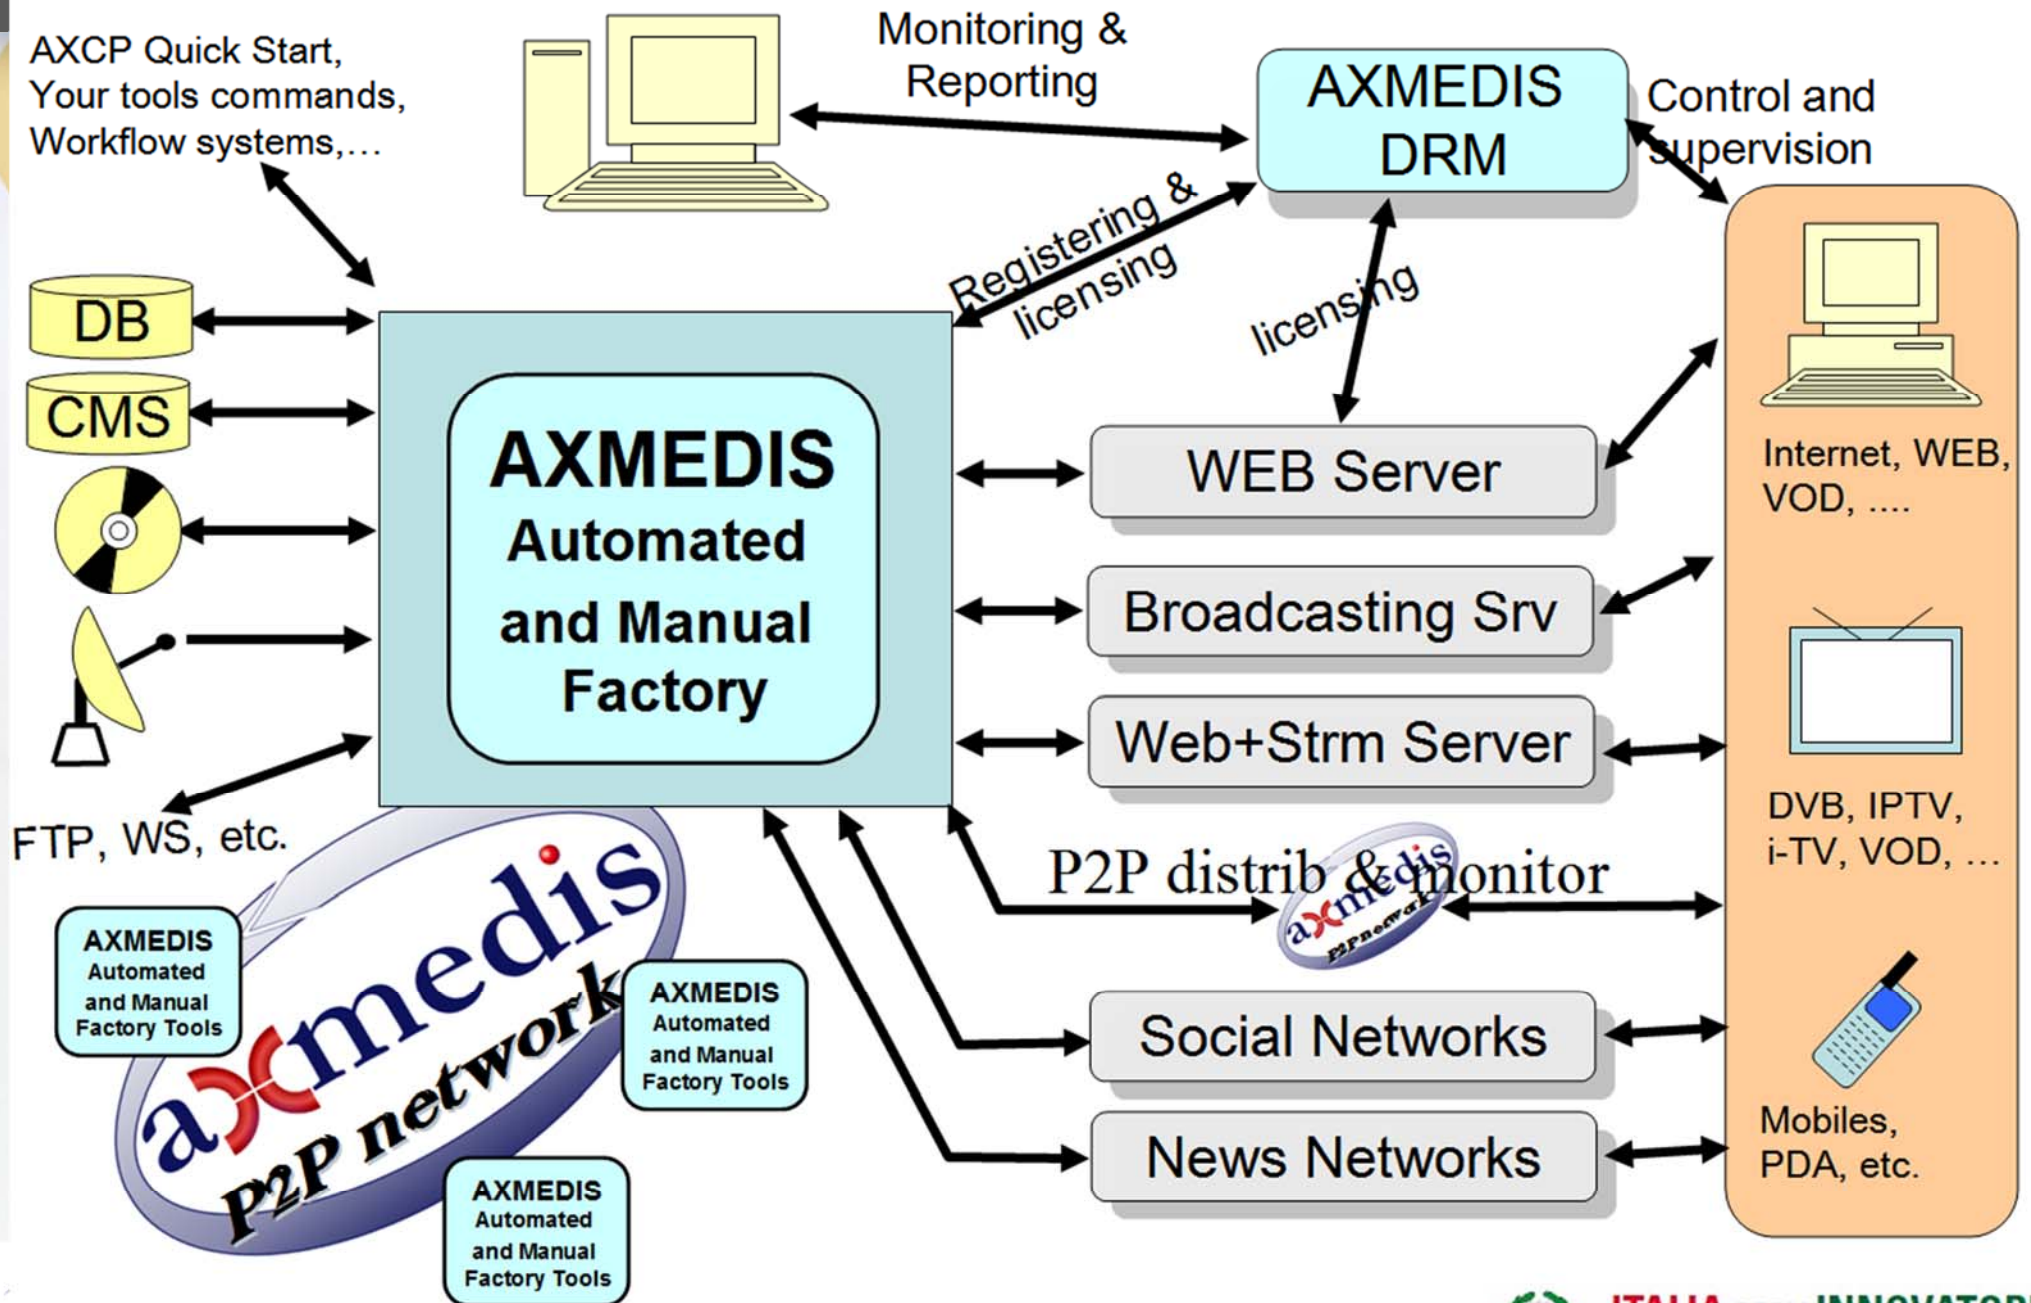 AXCP Quick Start,
Your tools commands,
Workflow systems,...
Monitoring &
Reporting
AXMEDIS
DRM
Control and
supervision
Registering &
licensing
licensing
DB
CMS
FTP, WS, etc.
AXMEDIS
Automated
and Manual
Factory
WEB Server
Broadcasting Srv
Web+Strm Server
P2P distrib & monitor
axmedis
P2P network
Social Networks
News Networks
Internet, WEB,
VOD, ....
DVB, IPTV,
i-TV, VOD, ...
Mobiles,
PDA, etc.
axmedis
P2P network
AXMEDIS
Automated
and Manual
Factory Tools
AXMEDIS
Automated
and Manual
Factory Tools
AXMEDIS
Automated
and Manual
Factory Tools